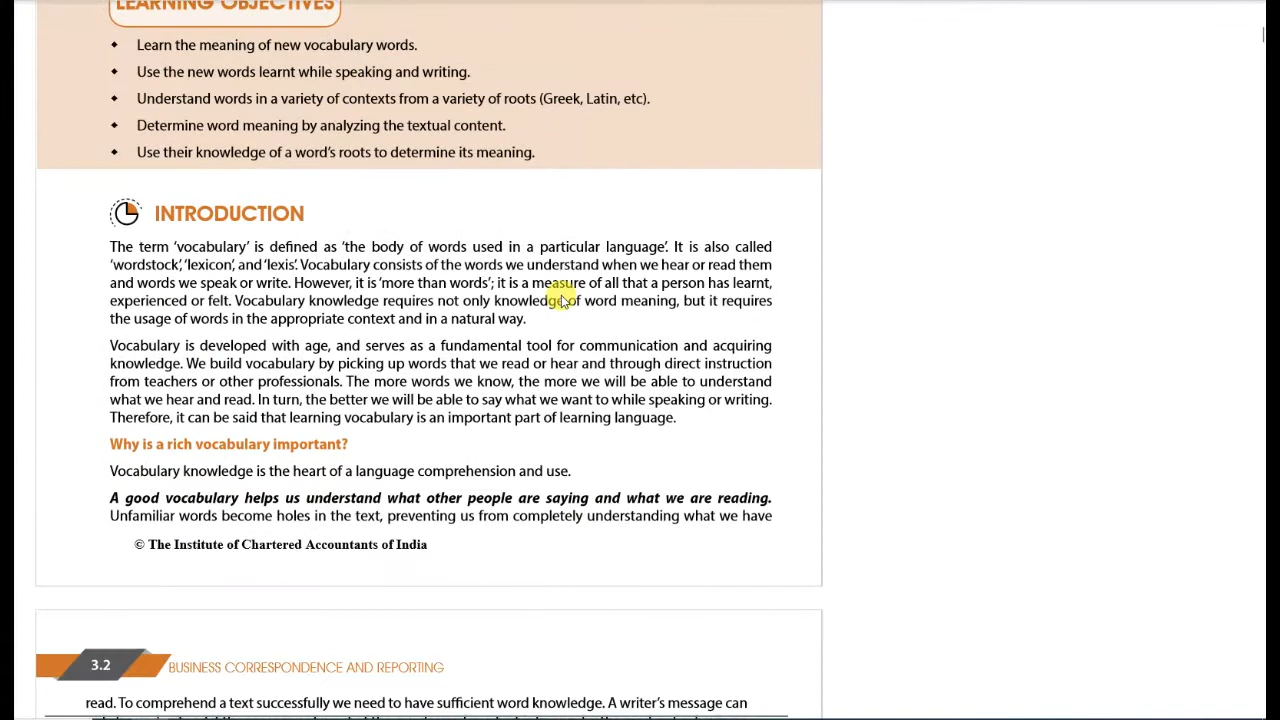 LEARNING OBJECTIVES
Learn the meaning of new vocabulary words.
Use the new words learnt while speaking and writing.
Understand words in a variety of contexts from a variety of roots (Greek, Latin, etc).
Determine word meaning by analyzing the textual content.
Use their knowledge of a word's roots to determine its meaning.
INTRODUCTION
The term 'vocabulary' is defined as 'the body of words used in a particular language'. It is also called
'wordstock', 'lexicon', and 'lexis'. Vocabulary consists of the words we understand when we hear or read them
and words we speak or write. However, it is 'more than words'; it is a measure of all that a person has learnt,
experienced or felt. Vocabulary knowledge requires not only knowledge of word meaning, but it requires
the usage of words in the appropriate context and in a natural way.
Vocabulary is developed with age, and serves as a fundamental tool for communication and acquiring
knowledge. We build vocabulary by picking up words that we read or hear and through direct instruction
from teachers or other professionals. The more words we know, the more we will be able to understand
what we hear and read. In turn, the better we will be able to say what we want to while speaking or writing.
Therefore, it can be said that learning vocabulary is an important part of learning language.
Why is a rich vocabulary important?
Vocabulary knowledge is the heart of a language comprehension and use.
A good vocabulary helps us understand what other people are saying and what we are reading.
Unfamiliar words become holes in the text, preventing us from completely understanding what we have
© The Institute of Chartered Accountants of India
3.2 BUSINESS CORRESPONDENCE AND REPORTING
read. To comprehend a text successfully we need to have sufficient word knowledge. A writer's message can